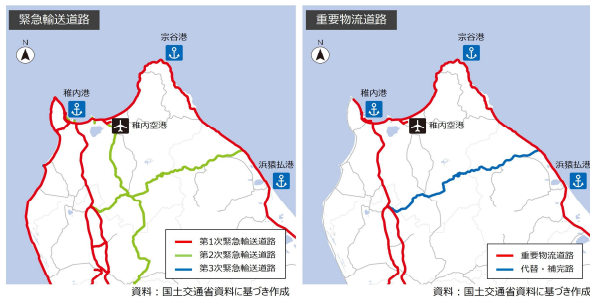 緊急輸送道路
N
宗谷港
稚内港
稚内空港
浜猿払港
第1次緊急輸送道路
第2次緊急輸送道路
第3次緊急輸送道路
資料:国土交通省資料に基づき作成
重要物流道路
N
宗谷港
稚内港
稚内空港
浜猿払港
重要物流道路
代替・補完路
資料:国土交通省資料に基づき作成